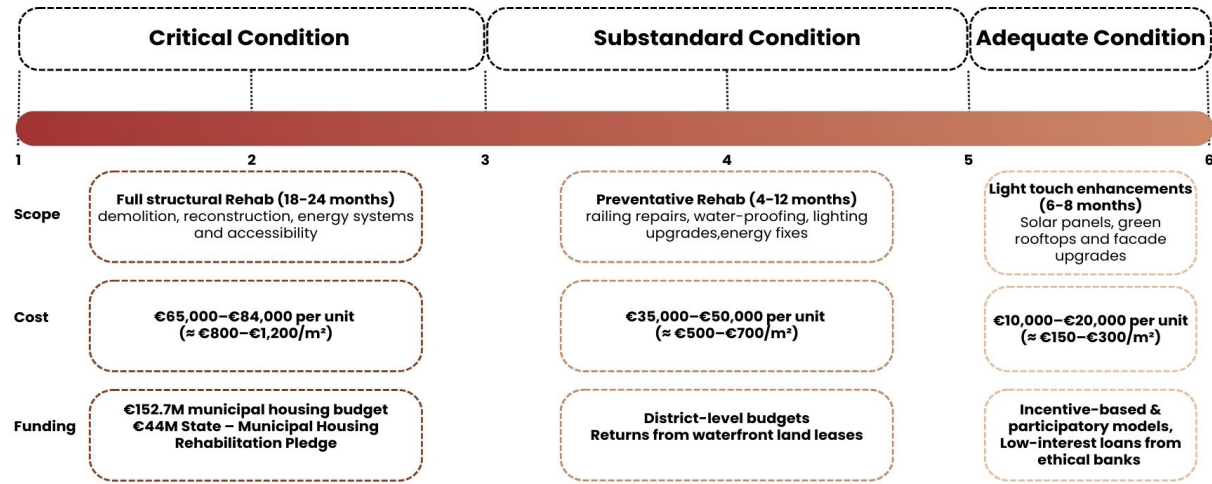 Critical Condition
Substandard Condition
Adequate Condition
1
2
3
4
5
6
Scope
Full structural Rehab (18-24 months)
demolition, reconstruction, energy systems
and accessibility
Preventative Rehab (4-12 months)
railing repairs, water-proofing, lighting
upgrades,energy fixes
Light touch enhancements
(6-8 months)
Solar panels, green
rooftops and facade
upgrades
Cost
€65,000–€84,000 per unit
(≈ €800–€1,200/m²)
€35,000–€50,000 per unit
(≈ €500–€700/m²)
€10,000–€20,000 per unit
(≈ €150–€300/m²)
Funding
€152.7M municipal housing budget
€44M State – Municipal Housing
Rehabilitation Pledge
District-level budgets
Returns from waterfront land leases
Incentive-based &
participatory models,
Low-interest loans from
ethical banks